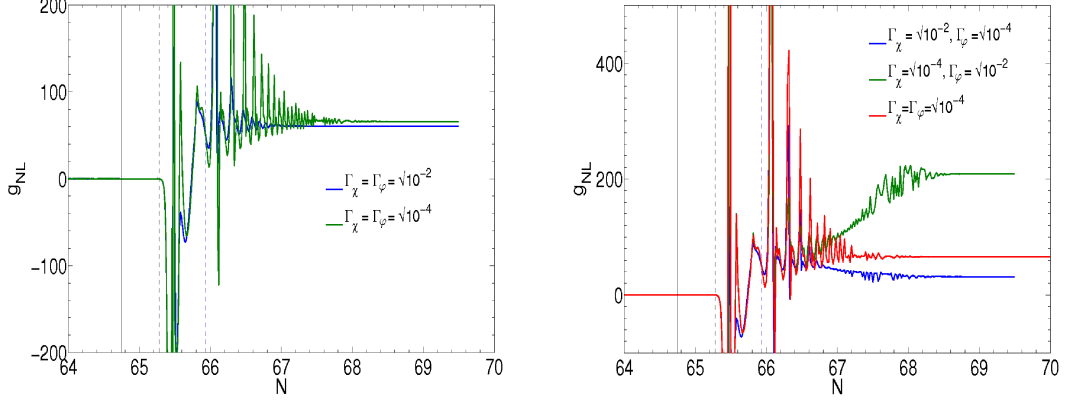 200
100
0
−100
−200
64
65
66
67
68
69
70
g_NL
N
Γ_χ = Γ_φ = √10^-2
Γ_χ = Γ_φ = √10^-4
400
200
0
64
65
66
67
68
69
70
g_NL
N
Γ_χ = √10^-2, Γ_φ = √10^-4
Γ_χ=√10^-4, Γ_φ = √10^-2
Γ_χ=Γ_φ=√10^-4